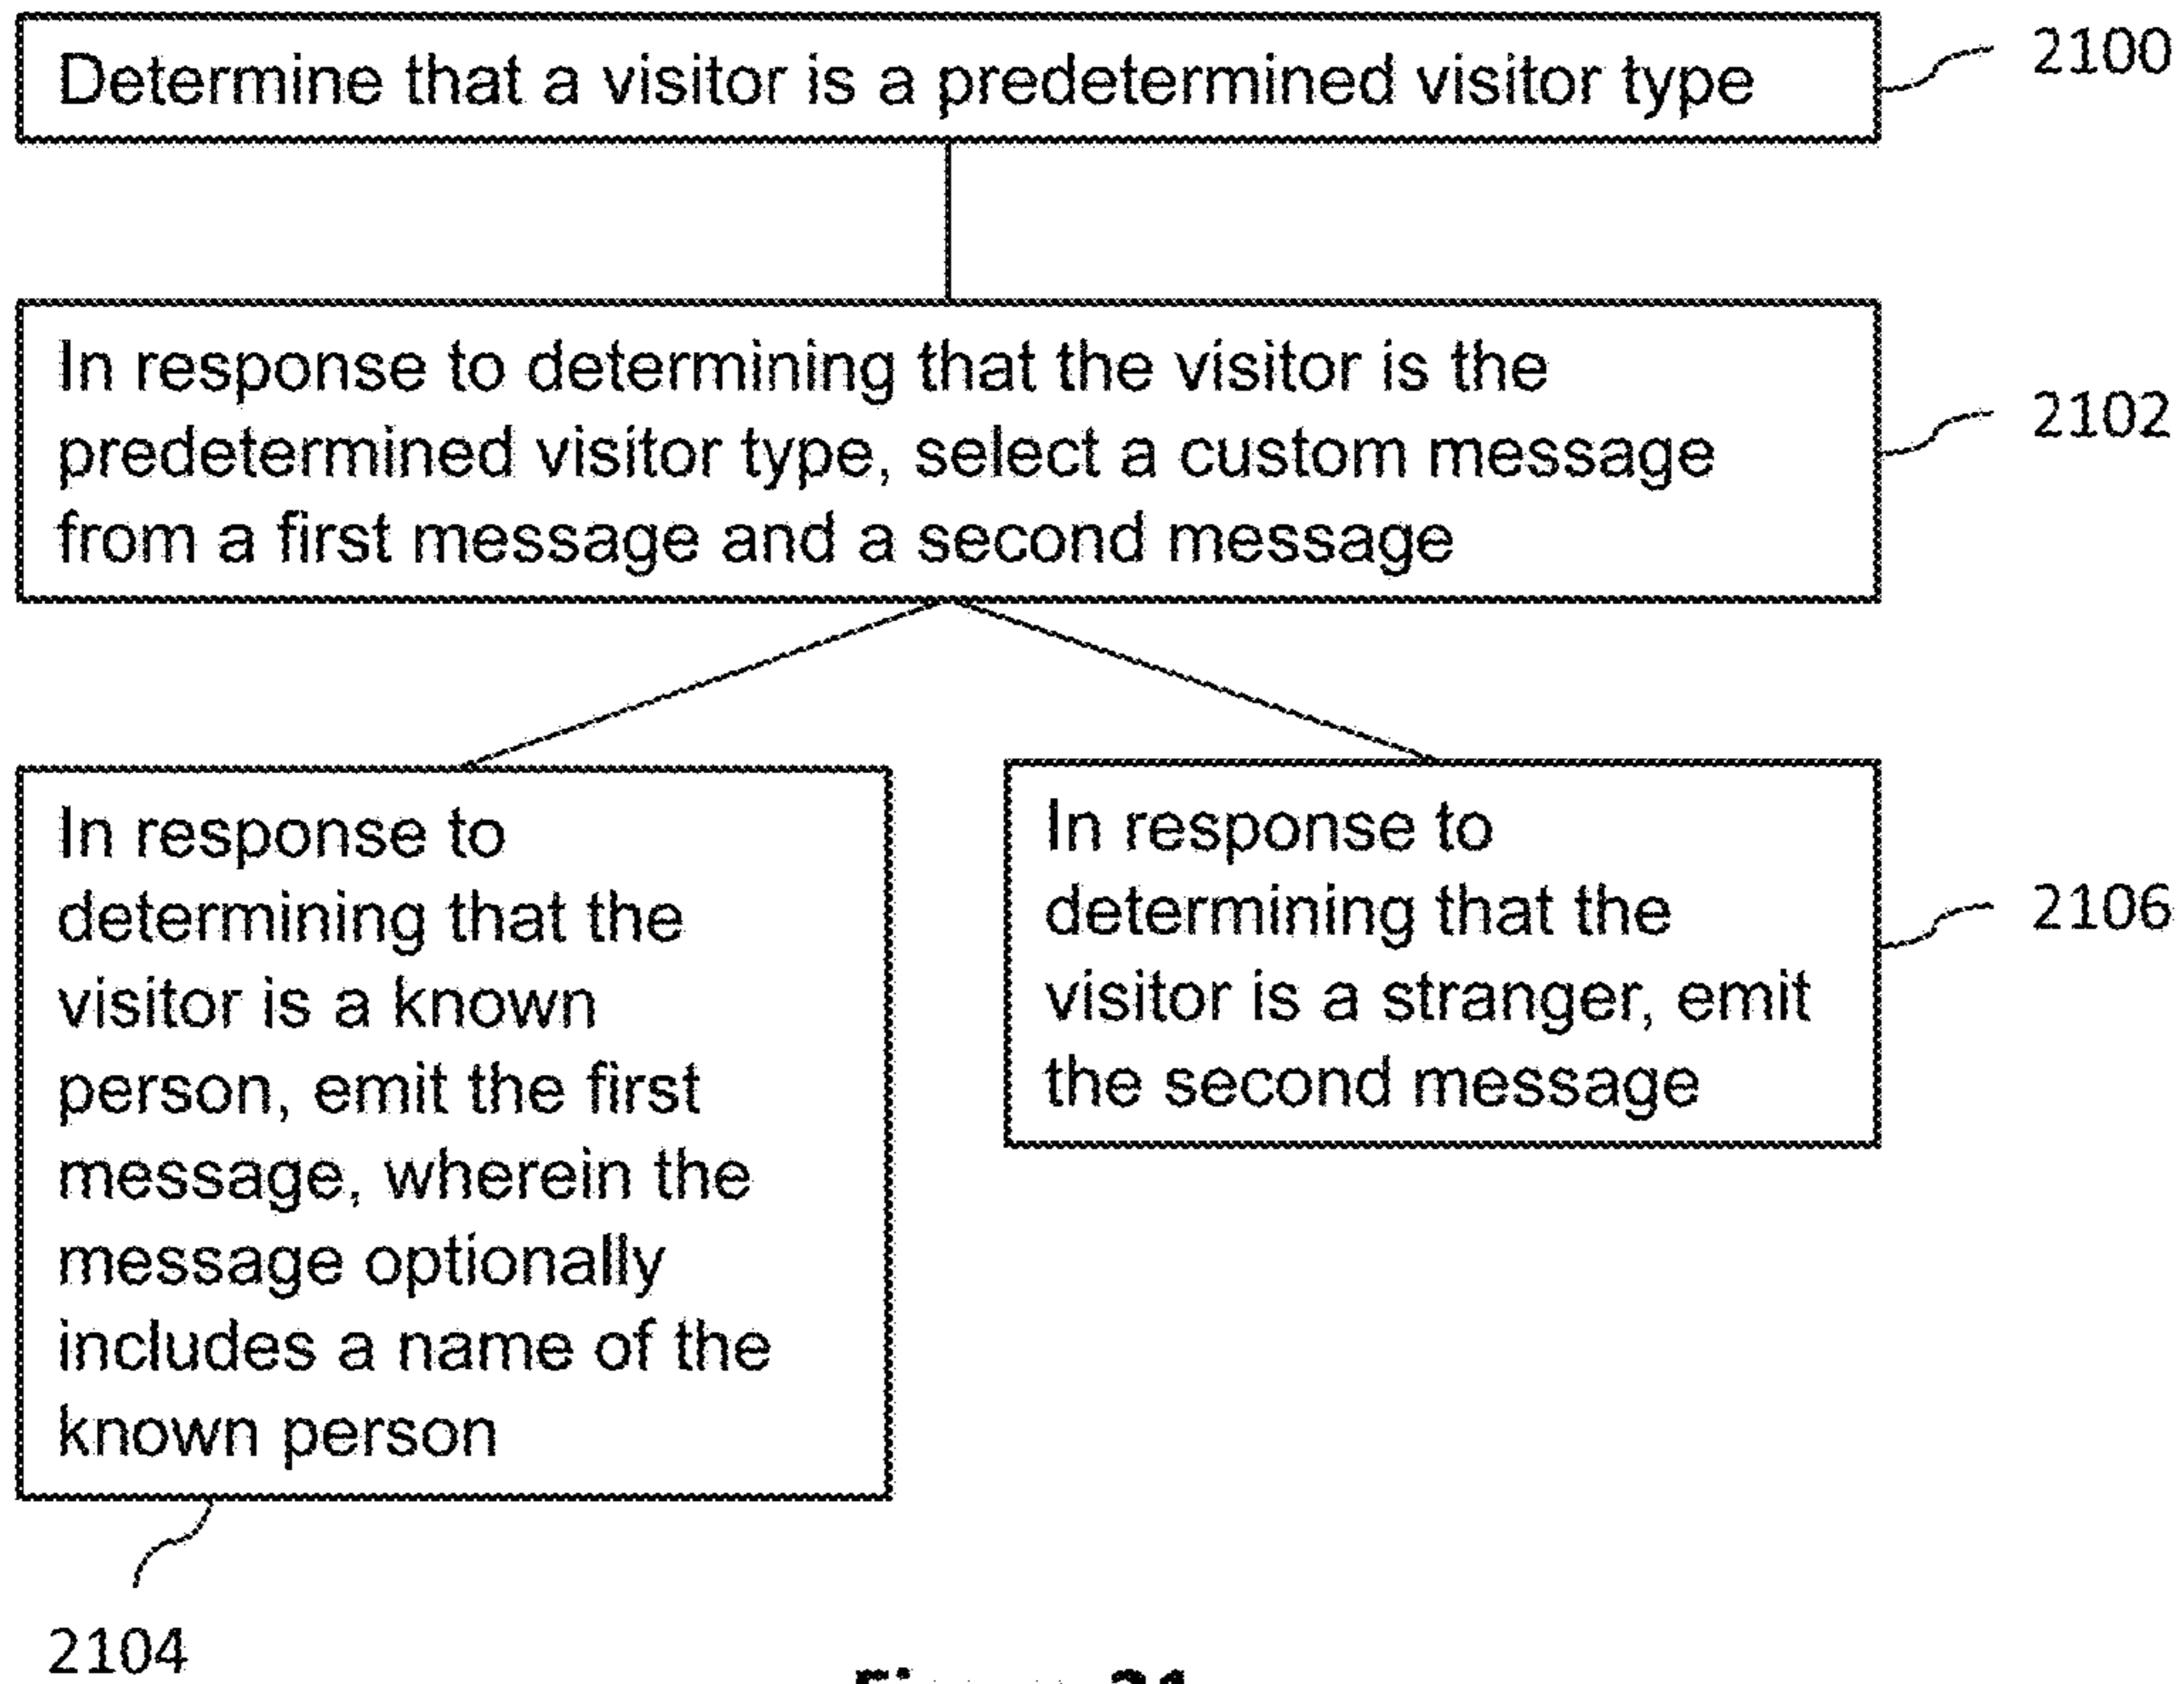 Determine that a visitor is a predetermined visitor type
2100
In response to determining that the visitor is the
predetermined visitor type, select a custom message
from a first message and a second message
2102
In response to
determining that the
visitor is a known
person, emit the first
message, wherein the
message optionally
includes a name of the
known person
2104
In response to
determining that the
visitor is a stranger, emit
the second message
2106